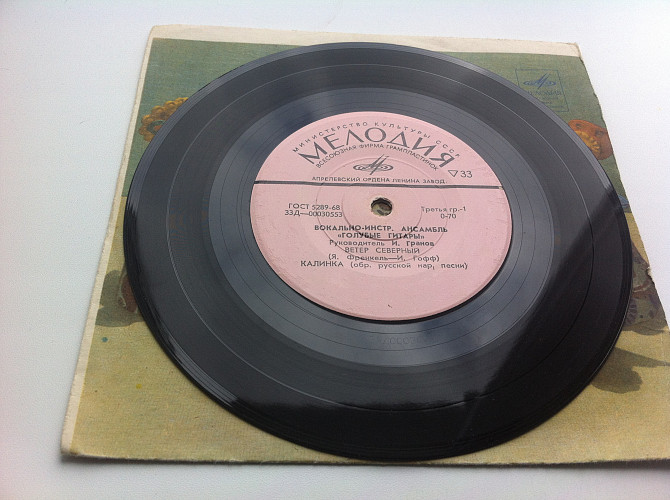 МИНИСТЕРСТВО КУЛЬТУРЫ СССР
МЕЛОДИЯ
ВСЕСОЮЗНАЯ ФИРМА ГРАМПЛАСТИНОК
33
АПРЕЛЕВСКИЙ ОРДЕНА ЛЕНИНА ЗАВОД
ГОСТ 5289-68 Третья гр.-1
33Д—00030553 0-70
ВОКАЛЬНО-ИНСТР. АНСАМБЛЬ
«ГОЛУБЫЕ ГИТАРЫ»
Руководитель И. Гранов
ВЕТЕР СЕВЕРНЫЙ
(Я. Френкель—И. Гофф)
КАЛИНКА (обр. русской нар, песни)